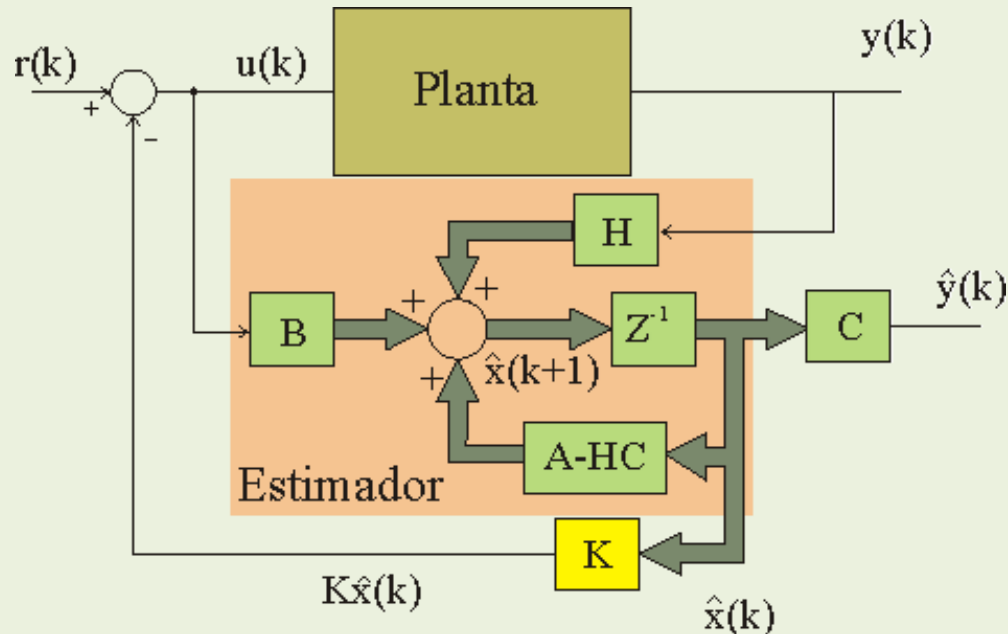 r(k)
+
−
u(k)
Planta
y(k)
H
B
+
+
+
x̂(k+1)
Z⁻¹
C
ŷ(k)
A-HC
Estimador
K
Kx̂(k)
x̂(k)